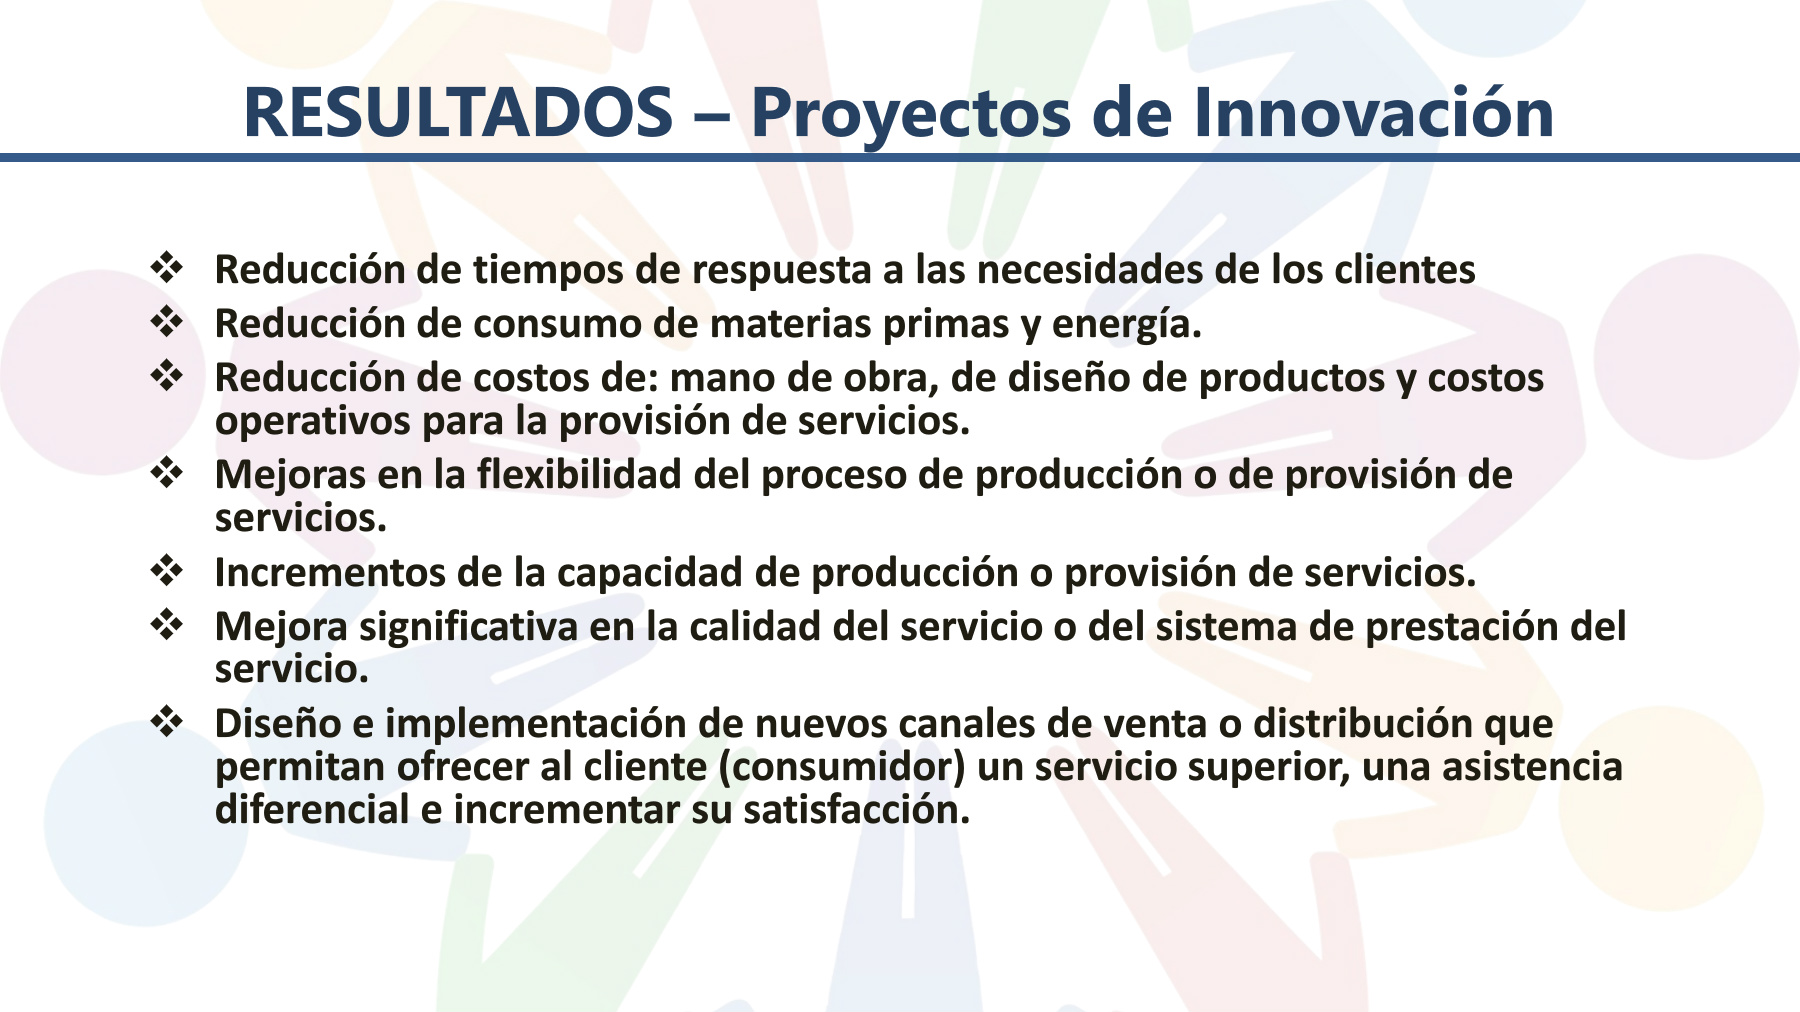 RESULTADOS – Proyectos de Innovación
❖ Reducción de tiempos de respuesta a las necesidades de los clientes
❖ Reducción de consumo de materias primas y energía.
❖ Reducción de costos de: mano de obra, de diseño de productos y costos
operativos para la provisión de servicios.
❖ Mejoras en la flexibilidad del proceso de producción o de provisión de
servicios.
❖ Incrementos de la capacidad de producción o provisión de servicios.
❖ Mejora significativa en la calidad del servicio o del sistema de prestación del
servicio.
❖ Diseño e implementación de nuevos canales de venta o distribución que
permitan ofrecer al cliente (consumidor) un servicio superior, una asistencia
diferencial e incrementar su satisfacción.